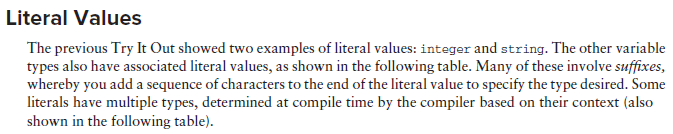 Literal Values
The previous Try It Out showed two examples of literal values: integer and string. The other variable
types also have associated literal values, as shown in the following table. Many of these involve suffixes,
whereby you add a sequence of characters to the end of the literal value to specify the type desired. Some
literals have multiple types, determined at compile time by the compiler based on their context (also
shown in the following table).